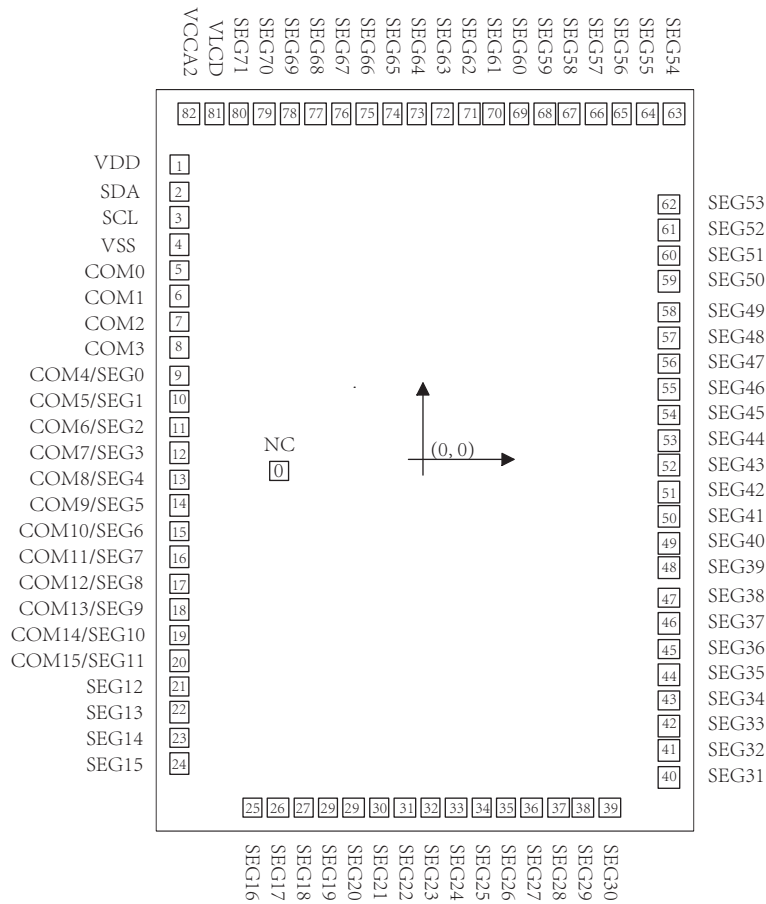 VCCA2 VLCD SEG71 SEG70 SEG69 SEG68 SEG67 SEG66 SEG65 SEG64 SEG63 SEG62 SEG61 SEG60 SEG59 SEG58 SEG57 SEG56 SEG55 SEG54
82 81 80 79 78 77 76 75 74 73 72 71 70 69 68 67 66 65 64 63
VDD 1
SDA 2
62 SEG53
SCL 3
61 SEG52
VSS 4
60 SEG51
COM0 5
59 SEG50
COM1 6
58 SEG49
COM2 7
57 SEG48
COM3 8
56 SEG47
COM4/SEG0 9
55 SEG46
COM5/SEG1 10
54 SEG45
COM6/SEG2 11
53 SEG44
COM7/SEG3 12
NC
(0, 0)
52 SEG43
COM8/SEG4 13
0
51 SEG42
COM9/SEG5 14
50 SEG41
COM10/SEG6 15
49 SEG40
COM11/SEG7 16
48 SEG39
COM12/SEG8 17
47 SEG38
COM13/SEG9 18
46 SEG37
COM14/SEG10 19
45 SEG36
COM15/SEG11 20
44 SEG35
SEG12 21
43 SEG34
SEG13 22
42 SEG33
SEG14 23
41 SEG32
SEG15 24
40 SEG31
25 26 27 29 29 30 31 32 33 34 35 36 37 38 39
SEG16 SEG17 SEG18 SEG19 SEG20 SEG21 SEG22 SEG23 SEG24 SEG25 SEG26 SEG27 SEG28 SEG29 SEG30